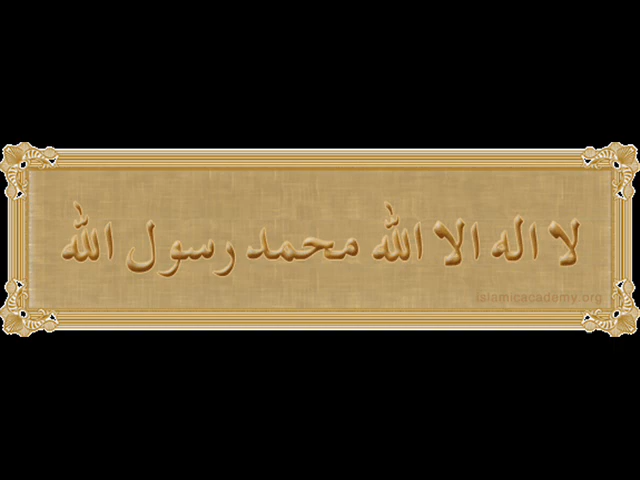 لا اله الا الله محمد رسول الله
islamicacademy.org